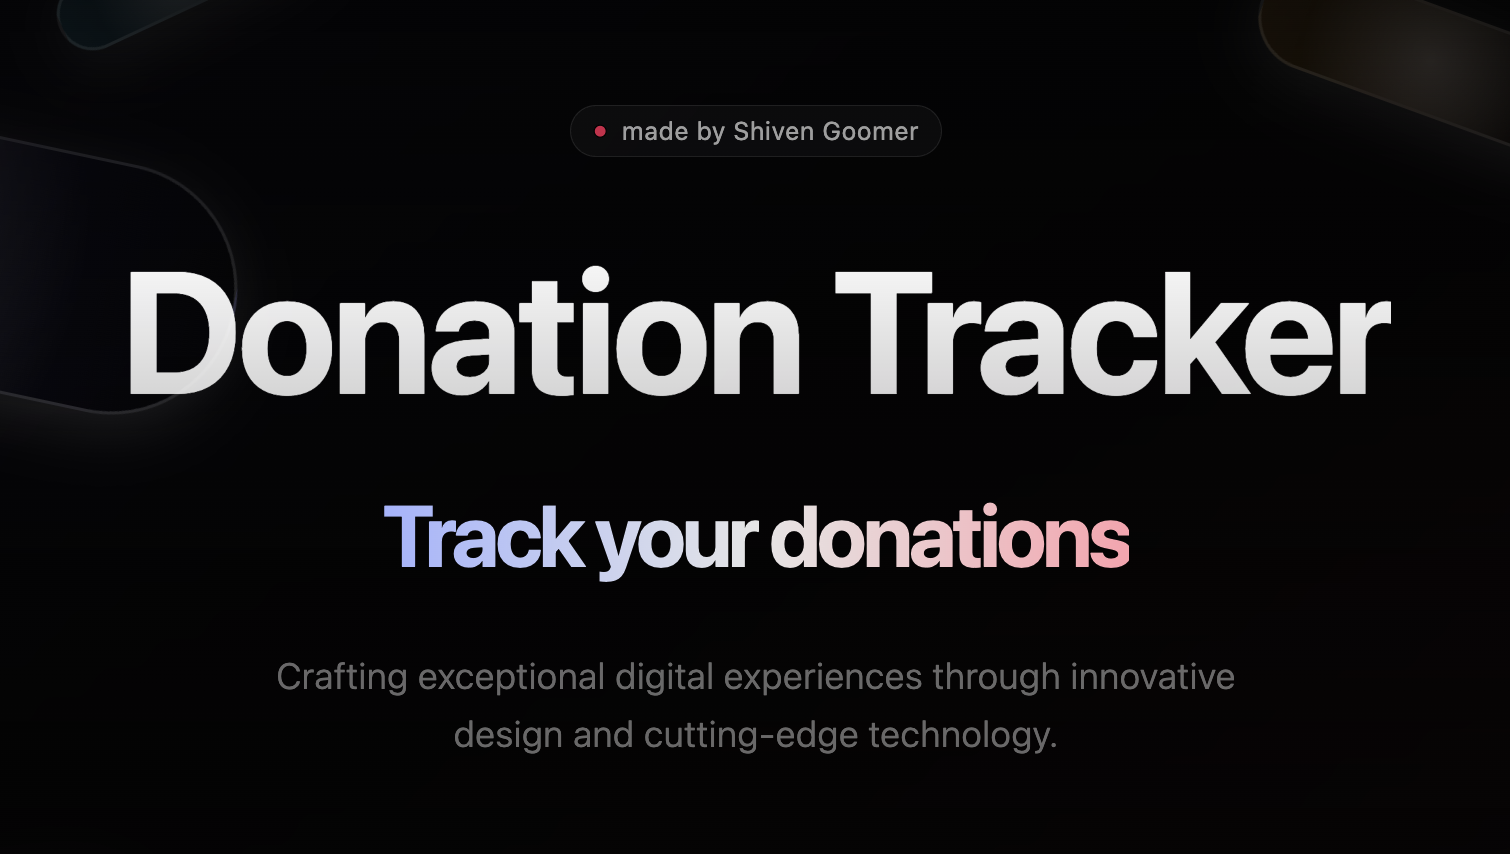 made by Shiven Goomer
Donation Tracker
Track your donations
Crafting exceptional digital experiences through innovative
design and cutting-edge technology.